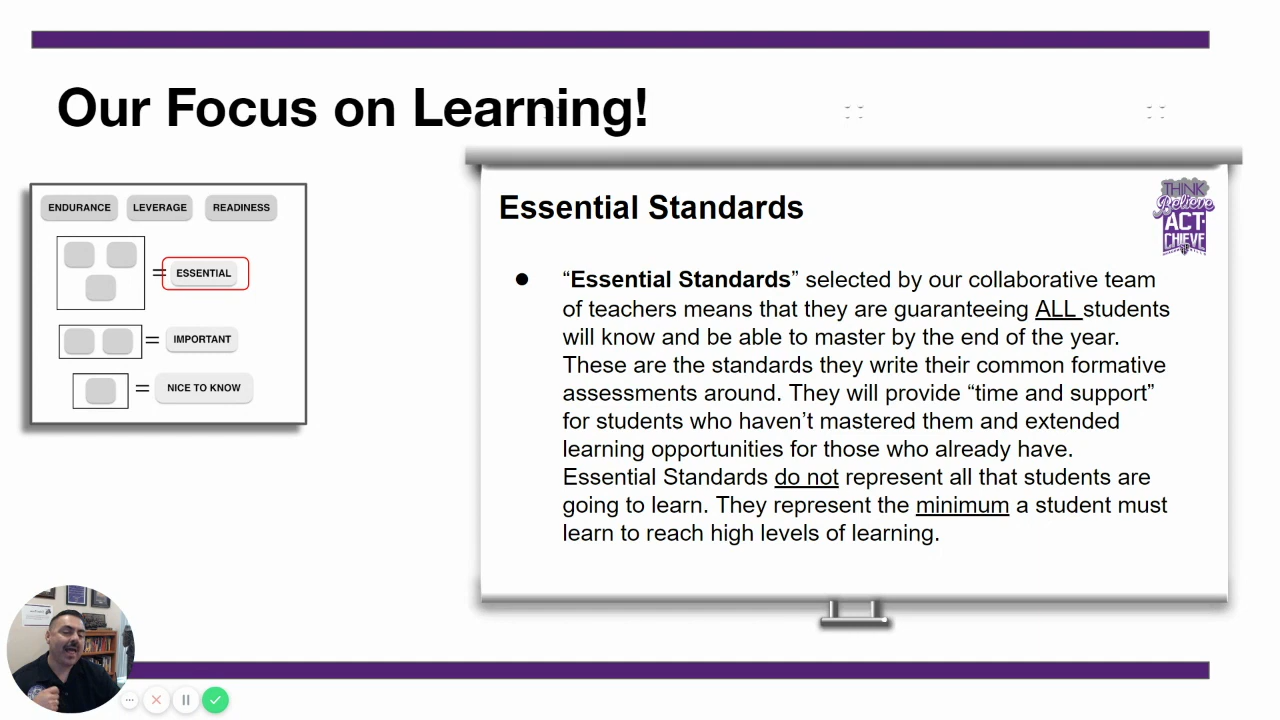 Our Focus on Learning!
ENDURANCE LEVERAGE READINESS
= ESSENTIAL
= IMPORTANT
= NICE TO KNOW
Essential Standards
THINK
Believe
ACT-
CHIEVE
● “Essential Standards” selected by our collaborative team
of teachers means that they are guaranteeing ALL students
will know and be able to master by the end of the year.
These are the standards they write their common formative
assessments around. They will provide “time and support”
for students who haven’t mastered them and extended
learning opportunities for those who already have.
Essential Standards do not represent all that students are
going to learn. They represent the minimum a student must
learn to reach high levels of learning.